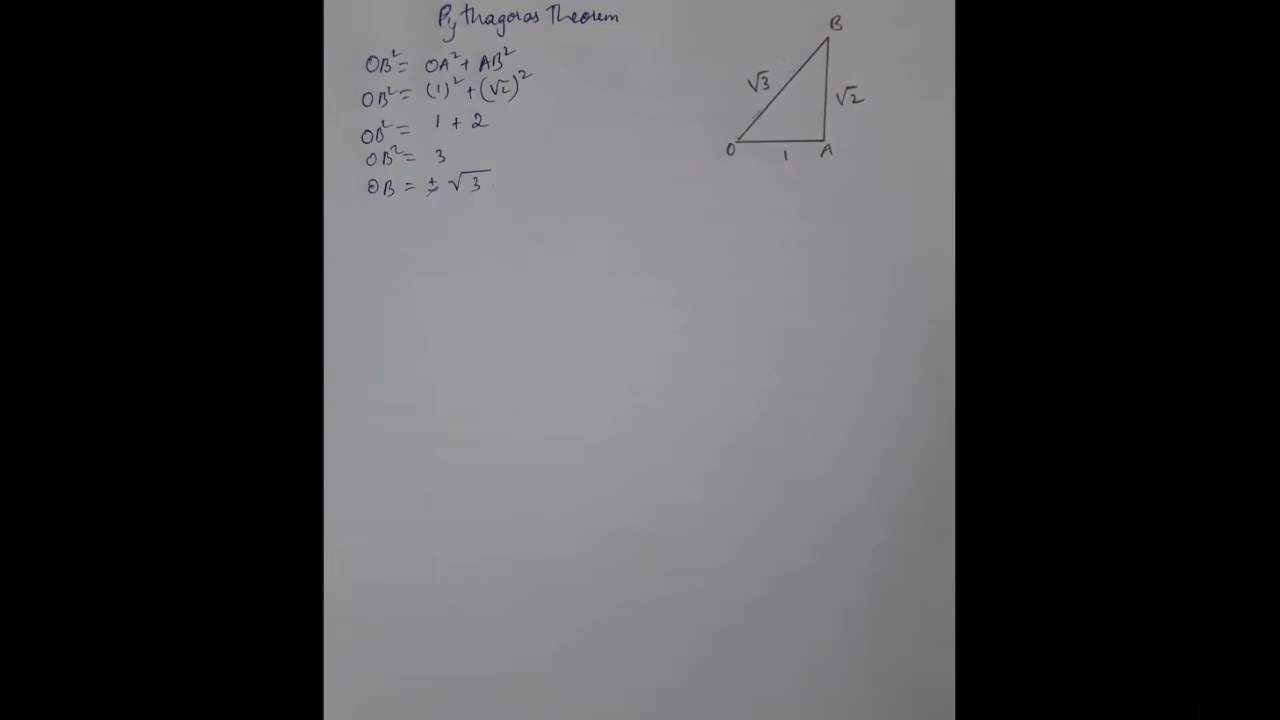 Pythagoras Theorem
OB² = OA² + AB²
OB² = (1)² + (√2)²
OB² = 1 + 2
OB² = 3
OB = ± √3
B
√3
√2
O
1
A